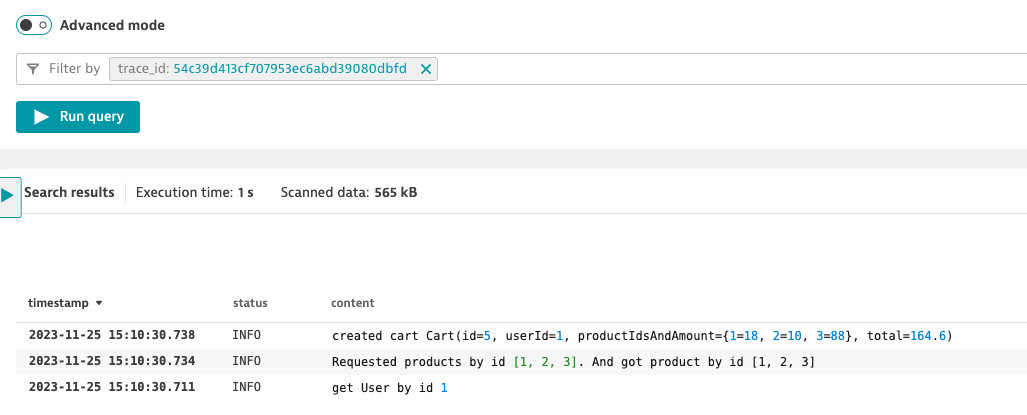 Advanced mode
Filter by trace_id: 54c39d413cf707953ec6abd39080dbfd
Run query
Search results Execution time: 1 s Scanned data: 565 kB
timestamp status content
2023-11-25 15:10:30.738 INFO created cart Cart(id=5, userId=1, productIdsAndAmount={1=18, 2=10, 3=88}, total=164.6)
2023-11-25 15:10:30.734 INFO Requested products by id [1, 2, 3]. And got product by id [1, 2, 3]
2023-11-25 15:10:30.711 INFO get User by id 1